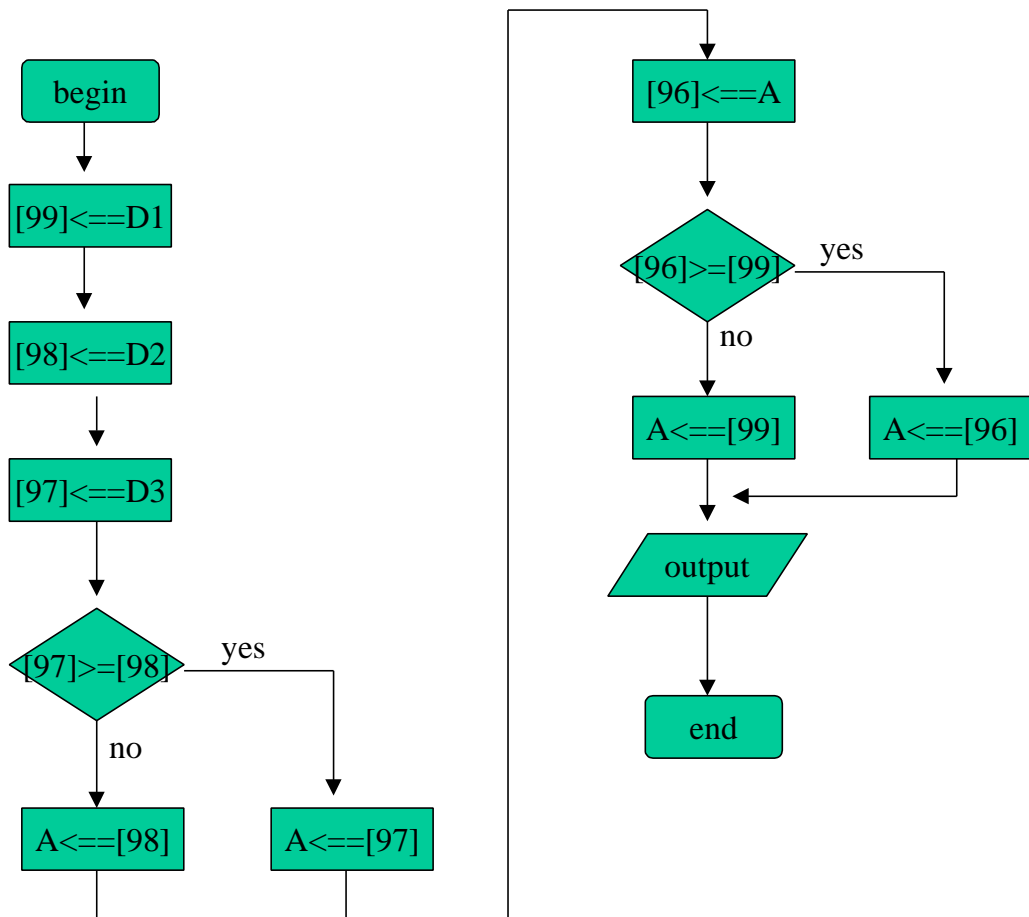 begin
[99]<==D1
[98]<==D2
[97]<==D3
[97]>=[98]
yes
no
A<==[98]
A<==[97]
[96]<==A
[96]>=[99]
yes
no
A<==[99]
A<==[96]
output
end